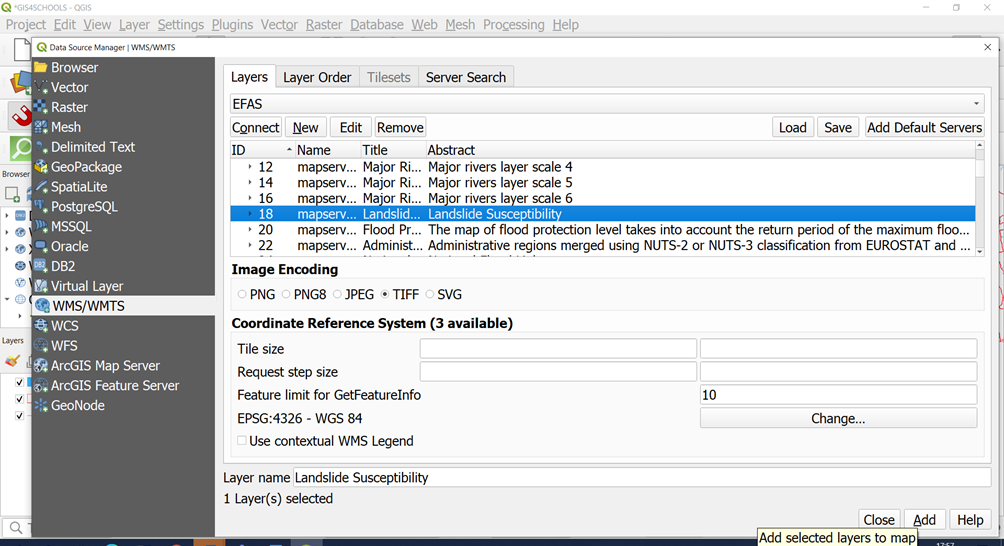 *GIS4SCHOOLS - QGIS
Project Edit View Layer Settings Plugins Vector Raster Database Web Mesh Processing Help
Data Source Manager | WMS/WMTS
Browser
Vector
Raster
Mesh
Delimited Text
GeoPackage
SpatiaLite
PostgreSQL
MSSQL
Oracle
DB2
Virtual Layer
WMS/WMTS
WCS
WFS
ArcGIS Map Server
ArcGIS Feature Server
GeoNode
Browser
Layers
Layers Layer Order Tilesets Server Search
EFAS
Connect New Edit Remove Load Save Add Default Servers
ID Name Title Abstract
12 mapserv... Major Ri... Major rivers layer scale 4
14 mapserv... Major Ri... Major rivers layer scale 5
16 mapserv... Major Ri... Major rivers layer scale 6
18 mapserv... Landslid... Landslide Susceptibility
20 mapserv... Flood Pr... The map of flood protection level takes into account the return period of the maximum floo...
22 mapserv... Administ... Administrative regions merged using NUTS-2 or NUTS-3 classification from EUROSTAT and ...
Image Encoding
PNG PNG8 JPEG TIFF SVG
Coordinate Reference System (3 available)
Tile size
Request step size
Feature limit for GetFeatureInfo 10
EPSG:4326 - WGS 84 Change...
Use contextual WMS Legend
Layer name Landslide Susceptibility
1 Layer(s) selected
Close Add Help
Add selected layers to map
17:57